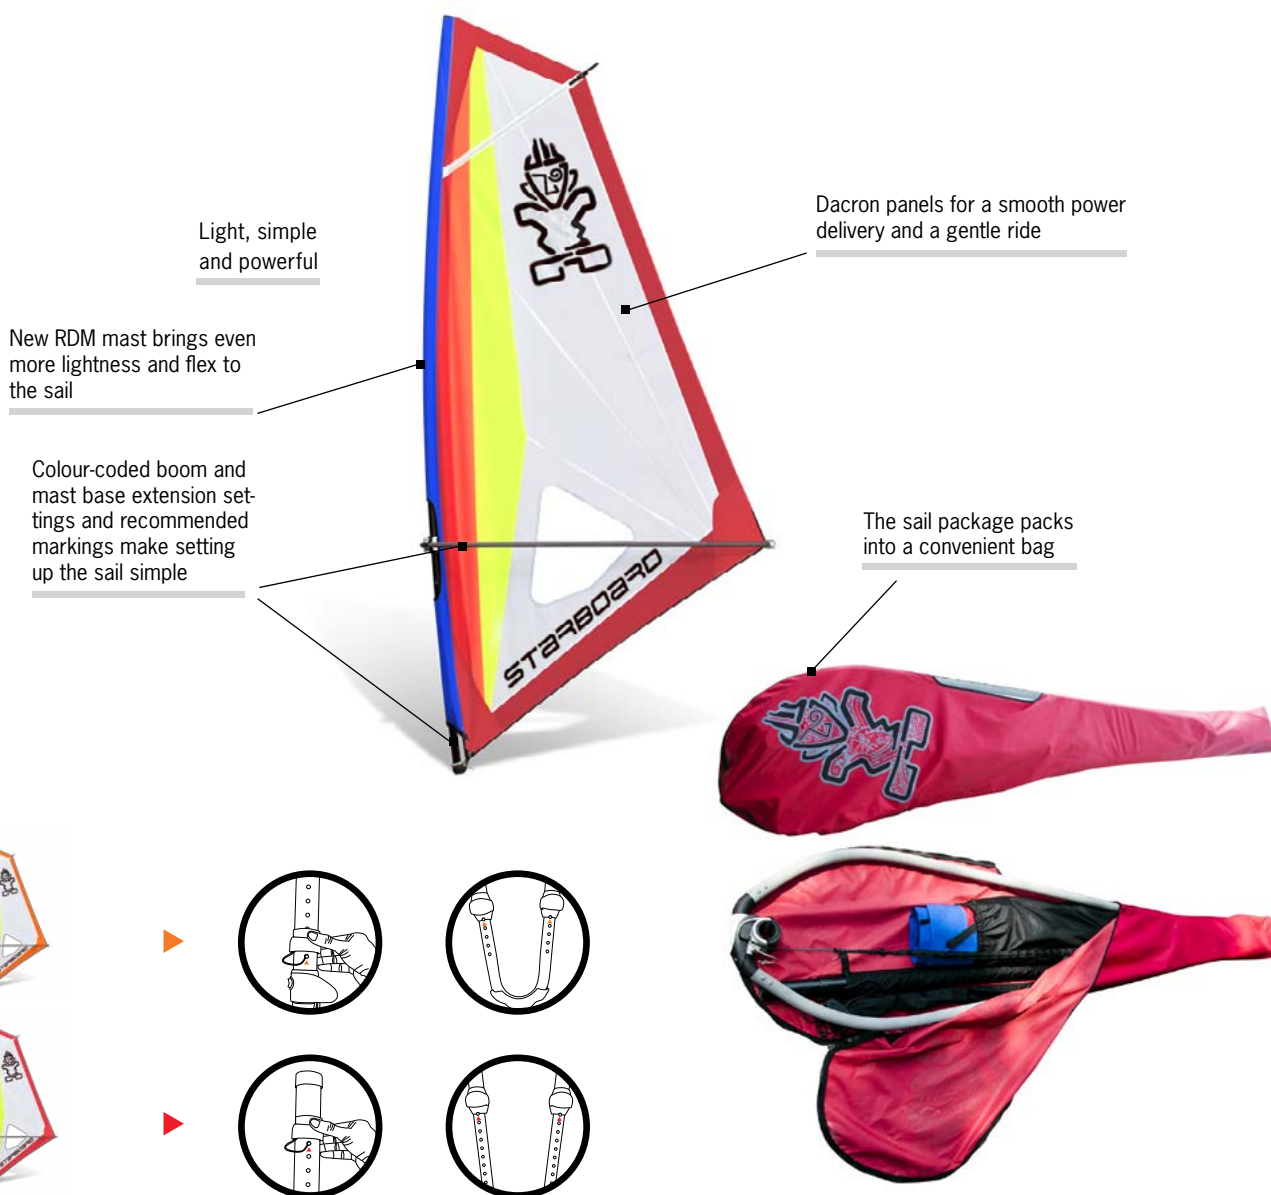 Light, simple
and powerful
Dacron panels for a smooth power
delivery and a gentle ride
New RDM mast brings even
more lightness and flex to
the sail
Colour-coded boom and
mast base extension set-
tings and recommended
markings make setting
up the sail simple
The sail package packs
into a convenient bag
STARBOARD